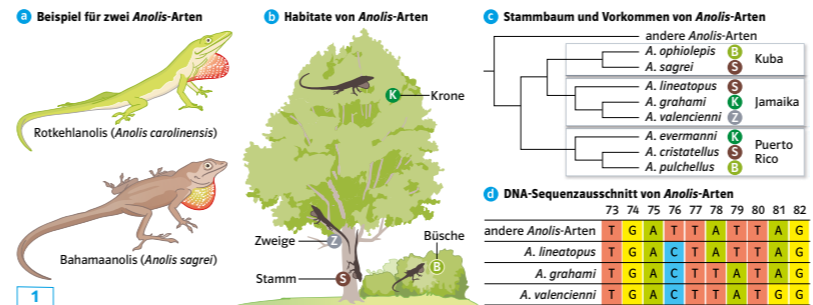 a Beispiel für zwei Anolis-Arten
Rotkehlanolis (Anolis carolinensis)
Bahamaanolis (Anolis sagrei)
1
b Habitate von Anolis-Arten
K Krone
Zweige Z
Büsche
B
Stamm S
c Stammbaum und Vorkommen von Anolis-Arten
andere Anolis-Arten
A. ophiolepis B
A. sagrei S
Kuba
A. lineatopus S
A. grahami K Jamaika
A. valencienni Z
A. evermanni K
A. cristatellus S
A. pulchellus B
Puerto
Rico
d DNA-Sequenzausschnitt von Anolis-Arten
73 74 75 76 77 78 79 80 81 82
andere Anolis-Arten T G A T T A T T A G
A. lineatopus T G A C T A T T A G
A. grahami T G A C T T A T A G
A. valencienni T G A C T T A T G G